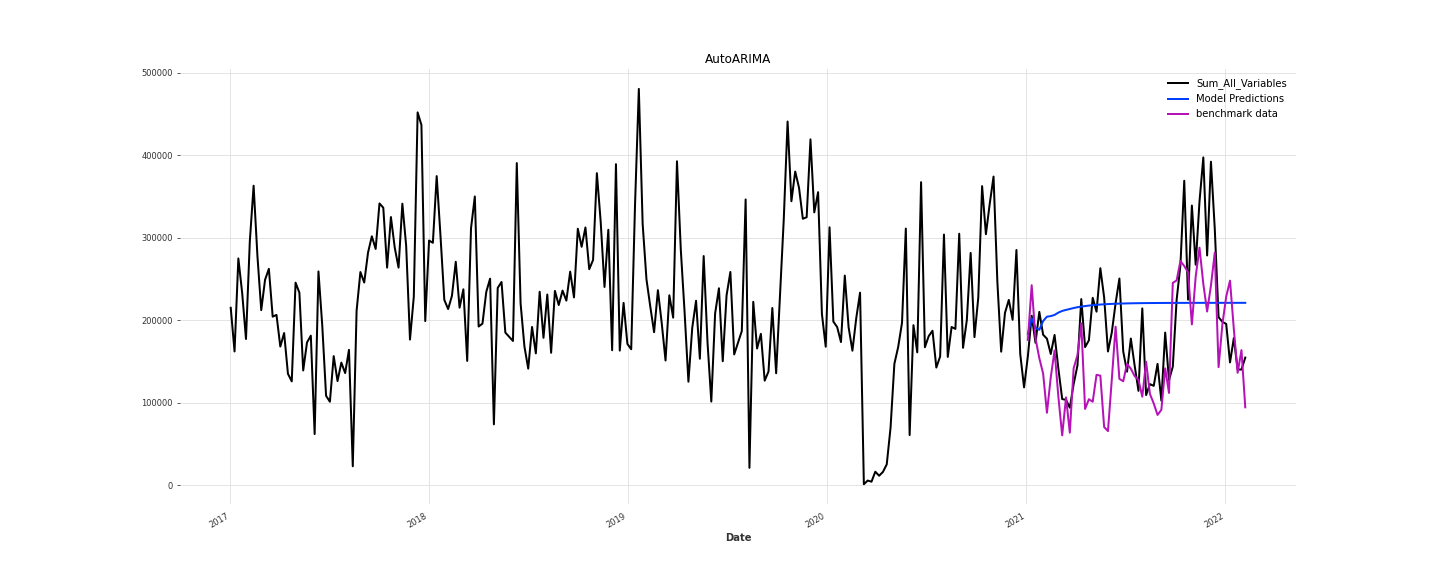 AutoARIMA
500000
400000
300000
200000
100000
0
Sum_All_Variables
Model Predictions
benchmark data
2017
2018
2019
2020
2021
2022
Date